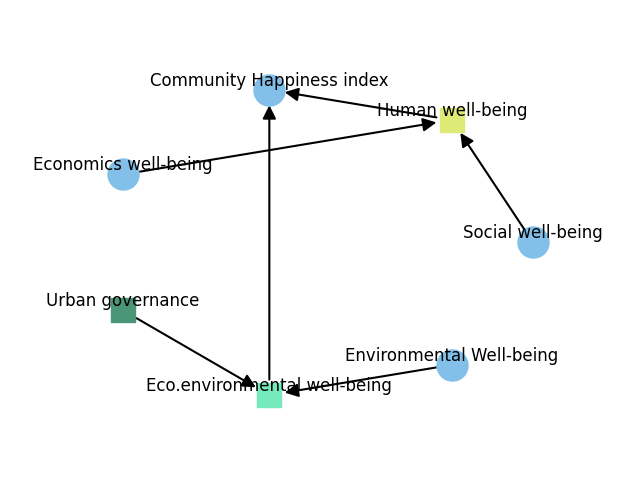 Community Happiness index
Human well-being
Economics well-being
Social well-being
Urban governance
Environmental Well-being
Eco.environmental well-being